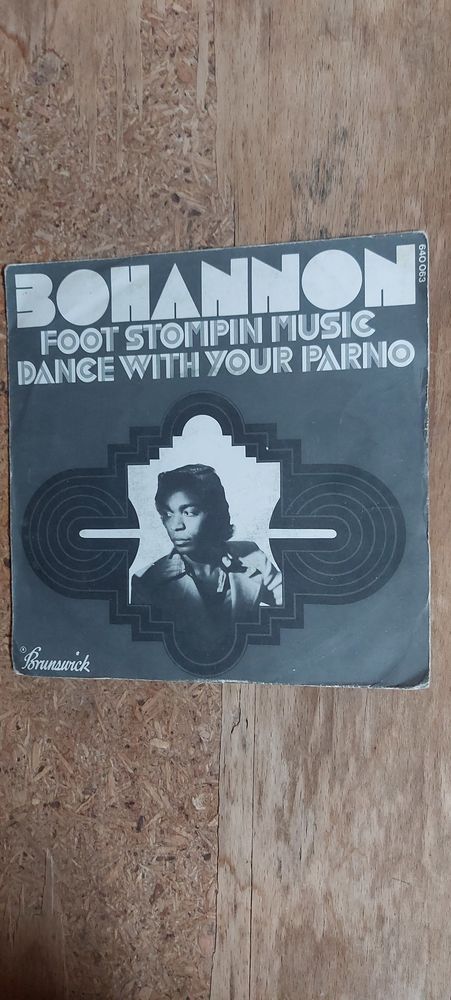 BOHANNON
640 063
FOOT STOMPIN MUSIC
DANCE WITH YOUR PARNO
Brunswick